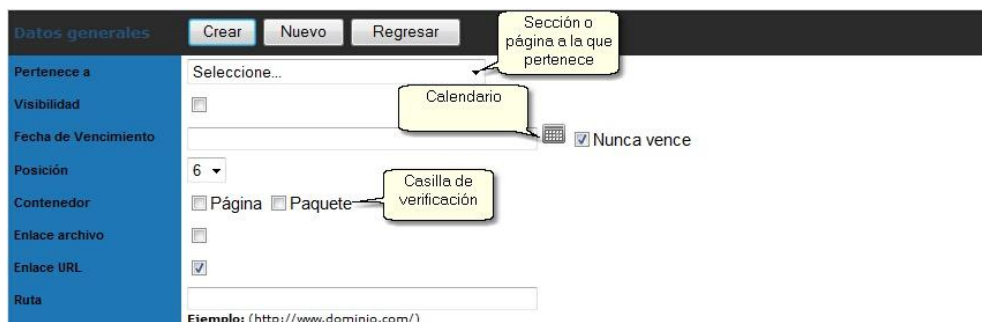 Datos generales Crear Nuevo Regresar
Sección o
página a la que
pertenece
Pertenece a Seleccione...
Calendario
Visibilidad
Fecha de Vencimiento Nunca vence
Posición 6
Casilla de
verificación
Contenedor Página Paquete
Enlace archivo
Enlace URL
Ruta
Ejemplo: (http://www.dominio.com/)